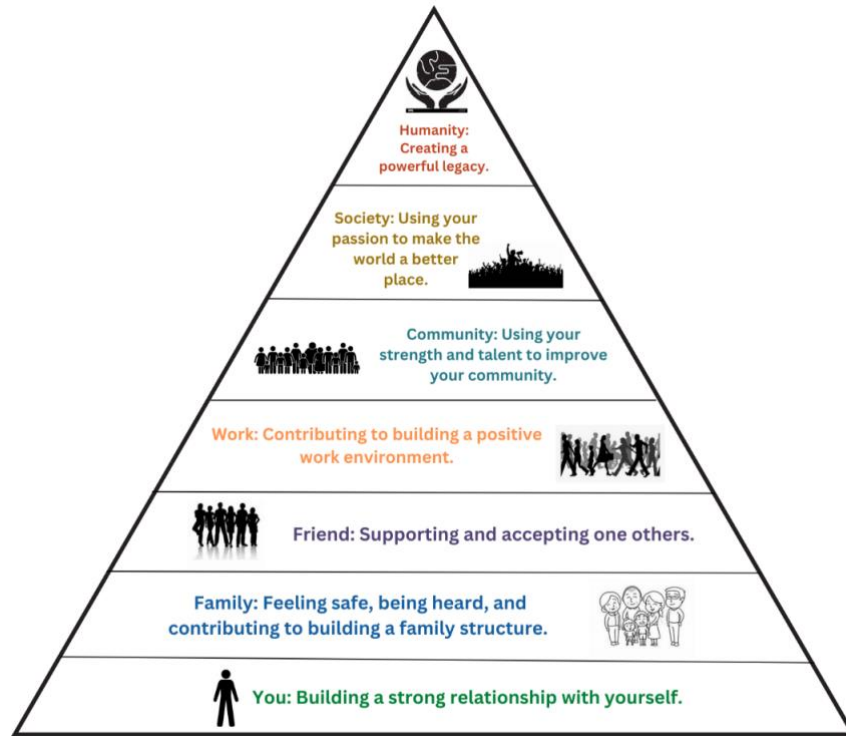 Humanity:
Creating a
powerful legacy.
Society: Using your
passion to make the
world a better
place.
Community: Using your
strength and talent to improve
your community.
Work: Contributing to building a positive
work environment.
Friend: Supporting and accepting one others.
Family: Feeling safe, being heard, and
contributing to building a family structure.
You: Building a strong relationship with yourself.